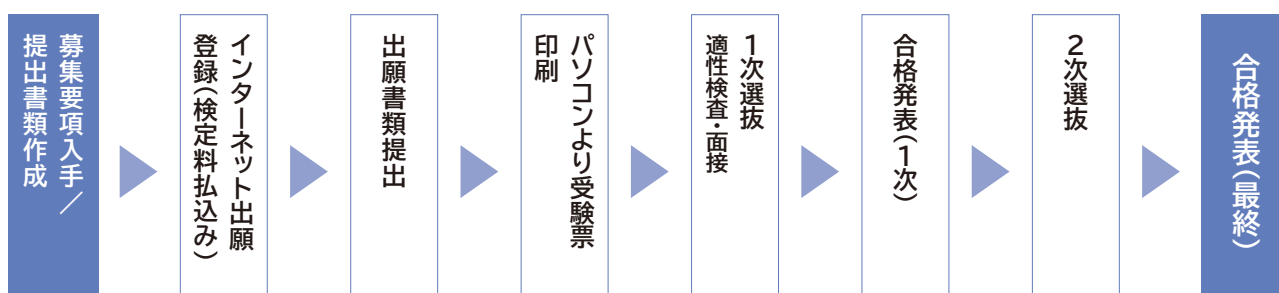 募集要項入手／
提出書類作成
インターネット出願
登録（検定料払込み）
出願書類提出
パソコンより受験票
印刷
1次選抜
適性検査・面接
合格発表（1次）
2次選抜
合格発表（最終）